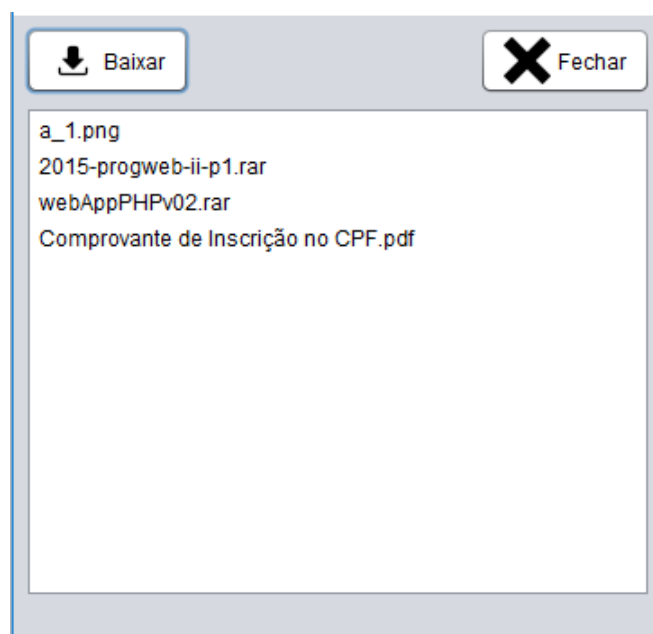 Baixar
Fechar
a_1.png
2015-progweb-ii-p1.rar
webAppPHPv02.rar
Comprovante de Inscrição no CPF.pdf